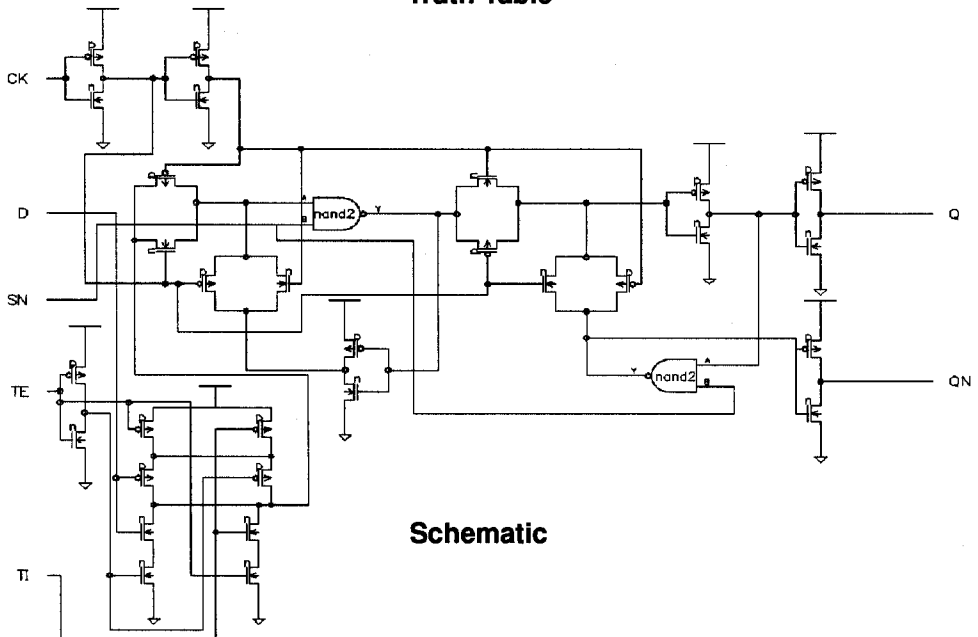 Truth Table
CK
D
SN
TE
TI
A
B
nand2
Y
Y
nand2
A
B
Q
QN
Schematic